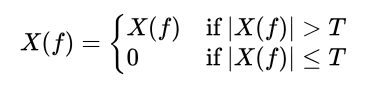 X(f) = { X(f) if |X(f)| > T
0 if |X(f)| ≤ T